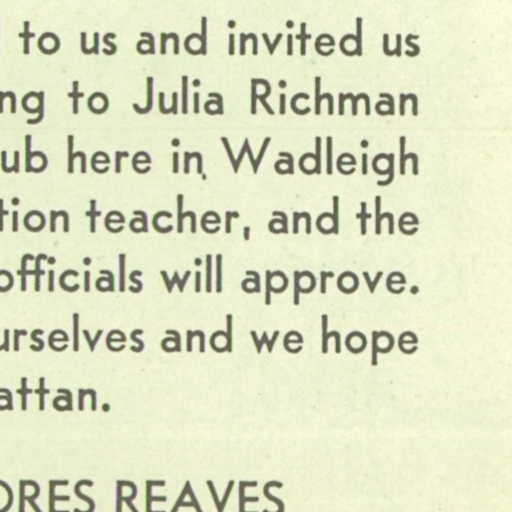 to us and invited us
ng to Julia Richman
ub here in Wadleigh
tion teacher, and the
officials will approve.
urselves and we hope
attan.
ORES REAVES